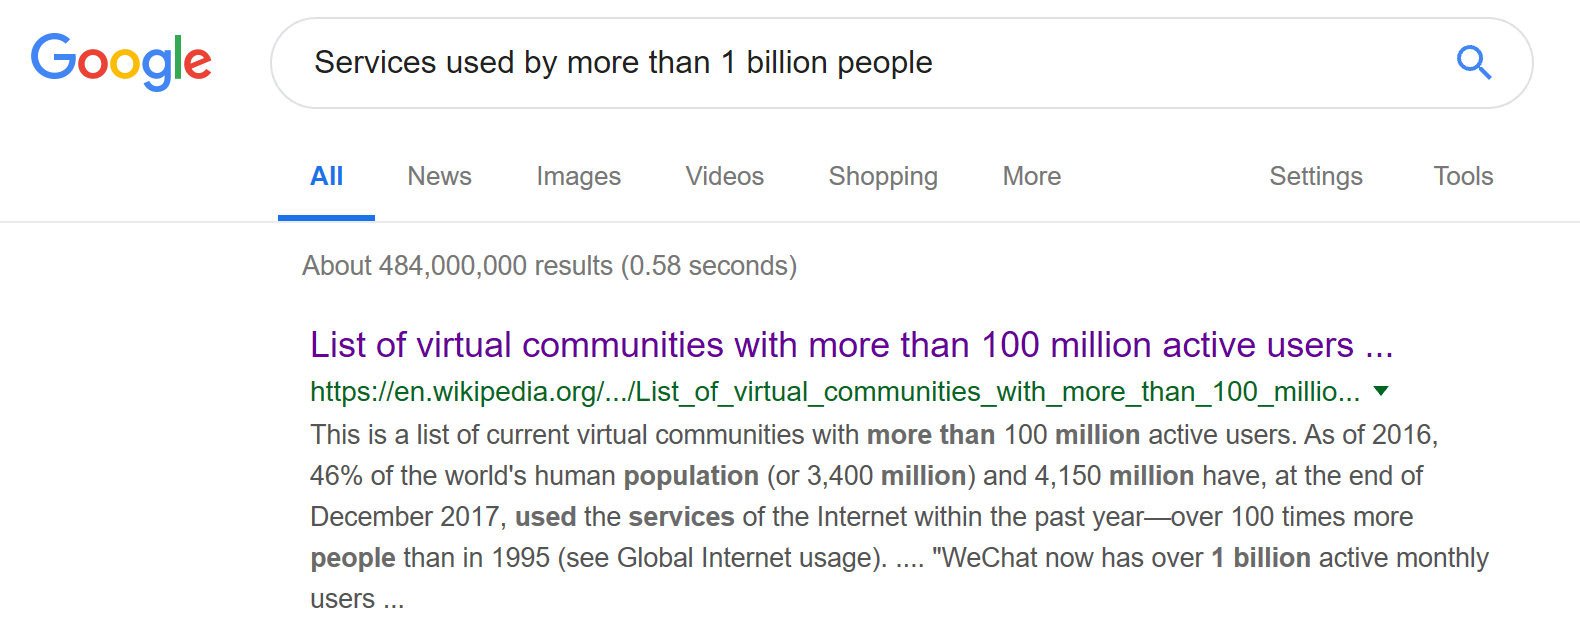 Google
Services used by more than 1 billion people
All News Images Videos Shopping More Settings Tools
About 484,000,000 results (0.58 seconds)
List of virtual communities with more than 100 million active users ...
https://en.wikipedia.org/.../List_of_virtual_communities_with_more_than_100_millio...
This is a list of current virtual communities with more than 100 million active users. As of 2016,
46% of the world's human population (or 3,400 million) and 4,150 million have, at the end of
December 2017, used the services of the Internet within the past year—over 100 times more
people than in 1995 (see Global Internet usage). .... "WeChat now has over 1 billion active monthly
users ...